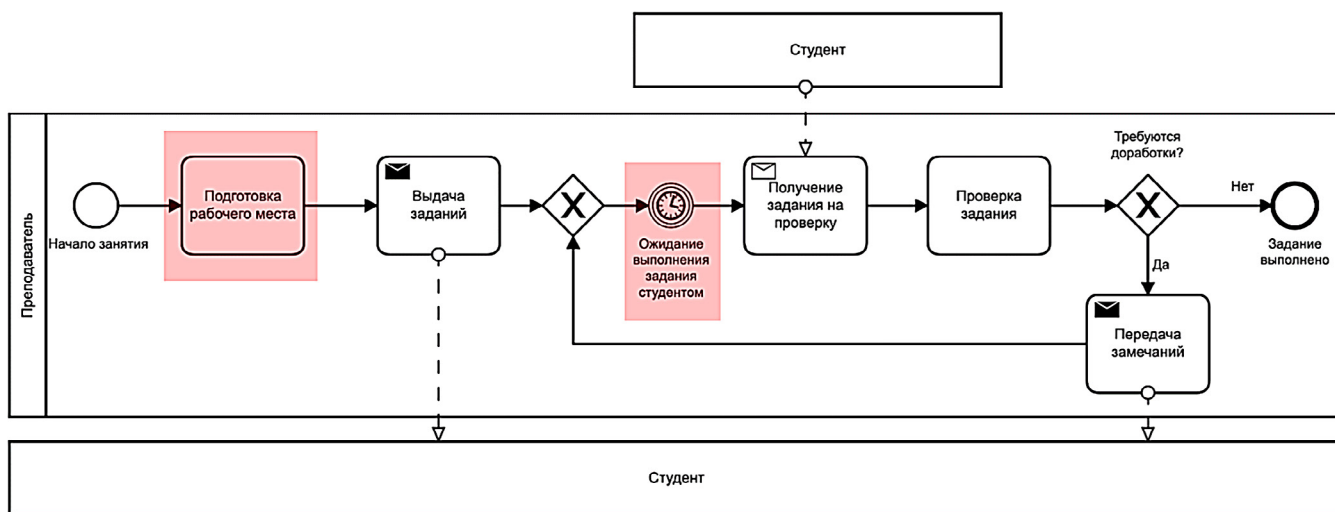 Студент
Преподаватель
Начало занятия
Подготовка
рабочего места
Выдача
заданий
X
Ожидание
выполнения
задания
студентом
Получение
задания на
проверку
Проверка
задания
Требуются
доработки?
X
Нет
Задание
выполнено
Да
Передача
замечаний
Студент